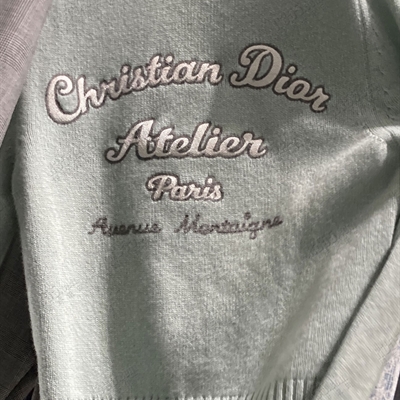 Christian Dior
Atelier
Paris
Avenue Montaigne